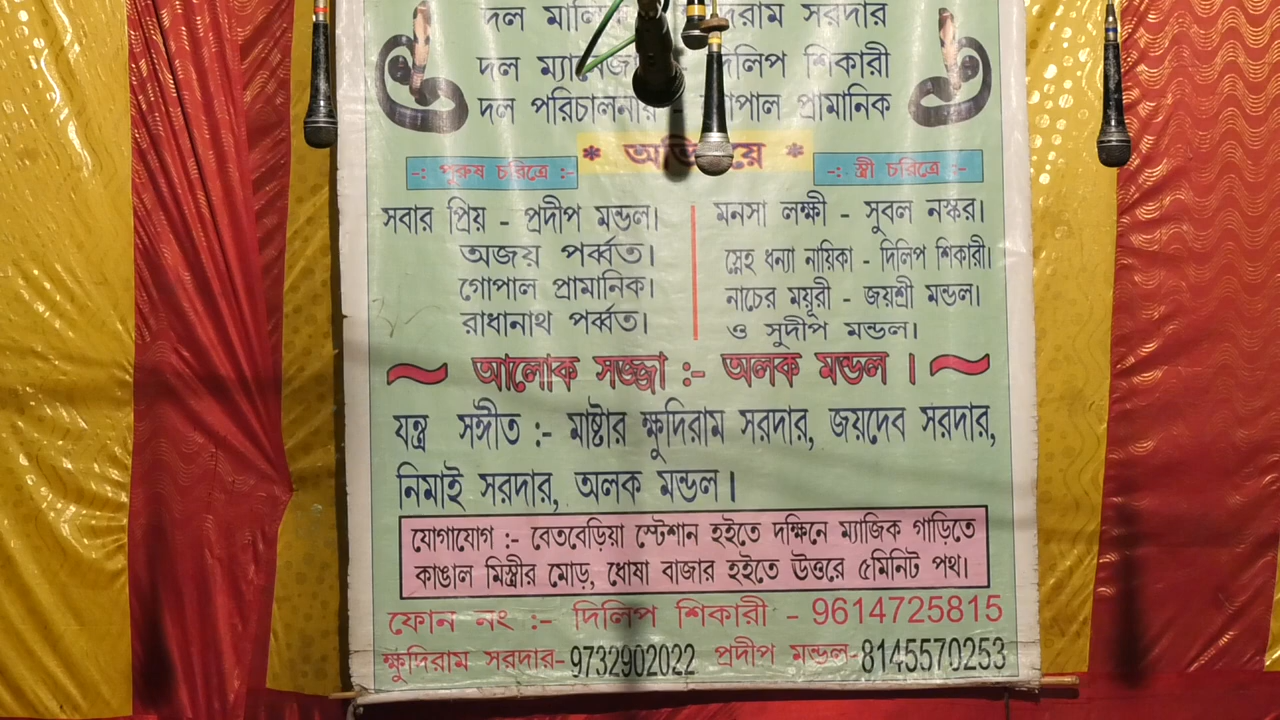 দল মালিক দিরাম সরদার
দল ম্যানেজার - দিলিপ শিকারী
দল পরিচালনায় - গোপাল প্রামানিক
* অভিনয়ে *
-: পুরুষ চরিত্রে :-
-: স্ত্রী চরিত্রে :-
সবার প্রিয় - প্রদীপ মন্ডল।
অজয় পর্ব্বত।
গোপাল প্রামানিক।
রাধানাথ পর্ব্বত।
মনসা লক্ষী - সুবল নস্কর।
স্নেহ ধন্যা নায়িকা - দিলিপ শিকারী।
নাচের ময়ূরী - জয়শ্রী মন্ডল।
ও সুদীপ মন্ডল।
~ আলোক সজ্জা :- অলক মন্ডল । ~
যন্ত্র সঙ্গীত :- মাষ্টার ক্ষুদিরাম সরদার, জয়দেব সরদার,
নিমাই সরদার, অলক মন্ডল ।
যোগাযোগ :- বেতবেড়িয়া স্টেশান হইতে দক্ষিনে ম্যাজিক গাড়িতে
কাঙাল মিস্ত্রীর মোড়, ধোষা বাজার হইতে উত্তরে ৫মিনিট পথ।
ফোন নং :- দিলিপ শিকারী - 9614725815
ক্ষুদিরাম সরদার-9732902022 প্রদীপ মন্ডল-8145570253